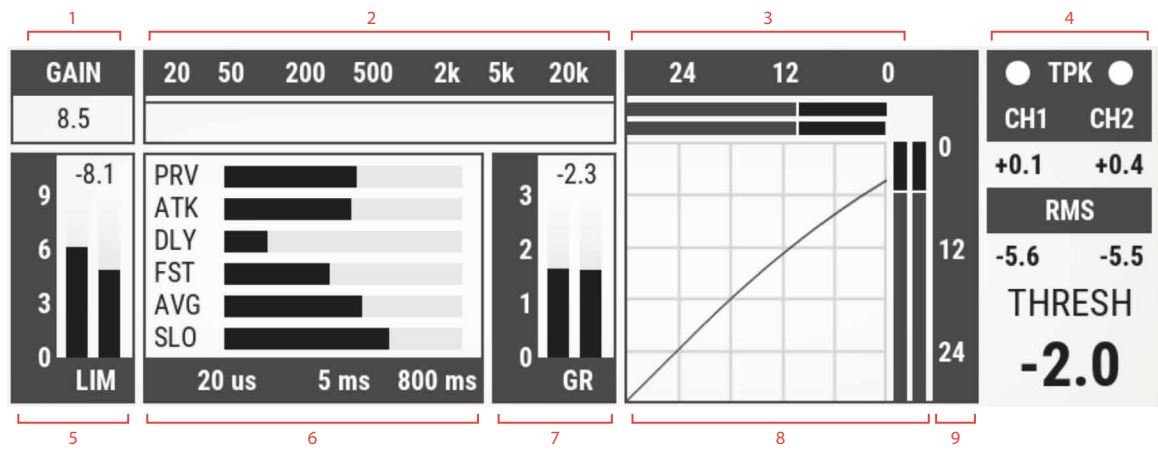 1 2 3 4
GAIN
8.5
20 50 200 500 2k 5k 20k
24 12 0
TPK
CH1 CH2
+0.1 +0.4
RMS
-5.6 -5.5
THRESH
-2.0
-8.1
9
6
3
0
LIM
PRV
ATK
DLY
FST
AVG
SLO
20 us 5 ms 800 ms
-2.3
3
2
1
0
GR
0
12
24
5 6 7 8 9